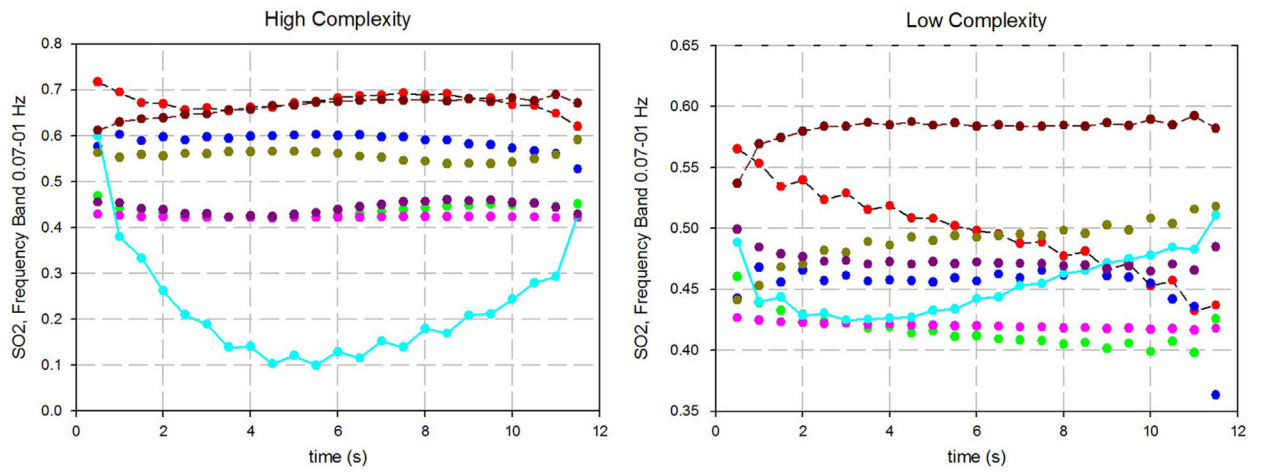 High Complexity
Low Complexity
SO2, Frequency Band 0.07-01 Hz
0.8
0.7
0.6
0.5
0.4
0.3
0.2
0.1
0.0
0 2 4 6 8 10 12
time (s)
SO2, Frequency Band 0.07-01 Hz
0.65
0.60
0.55
0.50
0.45
0.40
0.35
0 2 4 6 8 10 12
time (s)